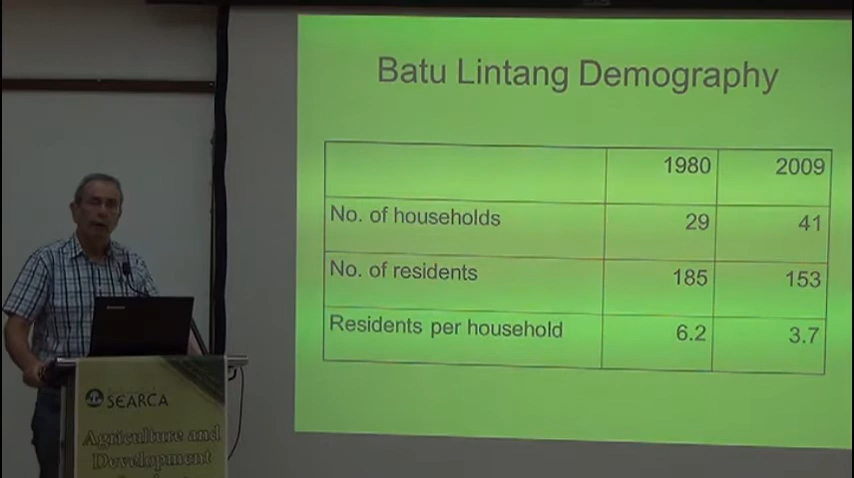 Batu Lintang Demography
1980 2009
No. of households 29 41
No. of residents 185 153
Residents per household 6.2 3.7
SEARCA
Agriculture and
Development